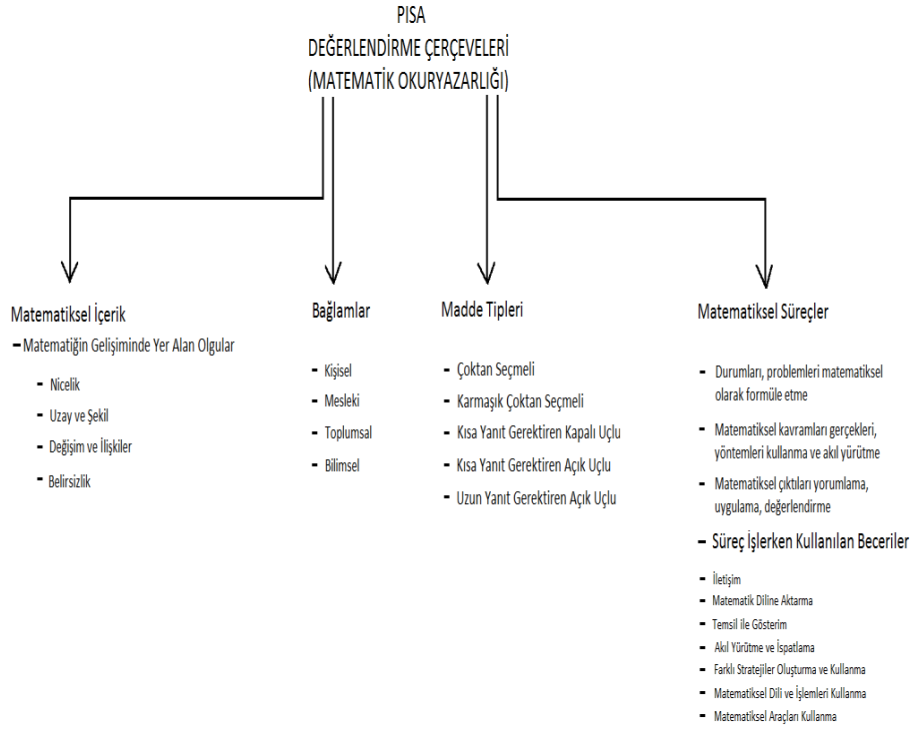 PISA
DEĞERLENDİRME ÇERÇEVELERİ
(MATEMATİK OKURYAZARLIĞI)
Matematiksel İçerik
– Matematiğin Gelişiminde Yer Alan Olgular
- Nicelik
- Uzay ve Şekil
- Değişim ve İlişkiler
- Belirsizlik
Bağlamlar
- Kişisel
- Mesleki
- Toplumsal
- Bilimsel
Madde Tipleri
- Çoktan Seçmeli
- Karmaşık Çoktan Seçmeli
- Kısa Yanıt Gerektiren Kapalı Uçlu
- Kısa Yanıt Gerektiren Açık Uçlu
- Uzun Yanıt Gerektiren Açık Uçlu
Matematiksel Süreçler
- Durumları, problemleri matematiksel
olarak formüle etme
- Matematiksel kavramları gerçekleri,
yöntemleri kullanma ve akıl yürütme
- Matematiksel çıktıları yorumlama,
uygulama, değerlendirme
– Süreç İşlerken Kullanılan Beceriler
- İletişim
- Matematik Diline Aktarma
- Temsil ile Gösterim
- Akıl Yürütme ve İspatlama
- Farklı Stratejiler Oluşturma ve Kullanma
- Matematiksel Dili ve İşlemleri Kullanma
- Matematiksel Araçları Kullanma